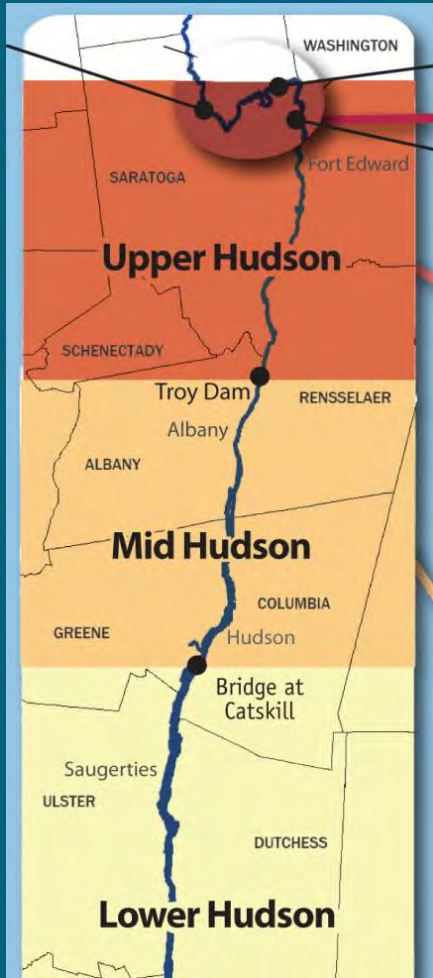 WASHINGTON
Fort Edward
SARATOGA
Upper Hudson
SCHENECTADY
Troy Dam
RENSSELAER
Albany
ALBANY
Mid Hudson
COLUMBIA
GREENE
Hudson
Bridge at
Catskill
Saugerties
ULSTER
DUTCHESS
Lower Hudson